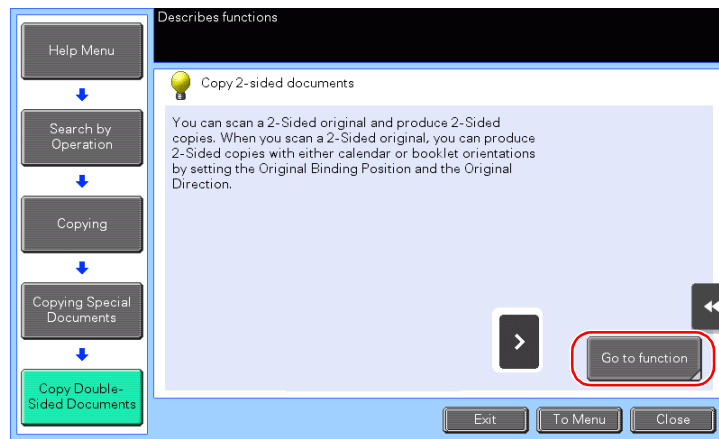 Describes functions
Help Menu
Search by
Operation
Copying
Copying Special
Documents
Copy Double-
Sided Documents
Copy 2-sided documents
You can scan a 2-Sided original and produce 2-Sided
copies. When you scan a 2-Sided original, you can produce
2-Sided copies with either calendar or booklet orientations
by setting the Original Binding Position and the Original
Direction.
Go to function
Exit
To Menu
Close